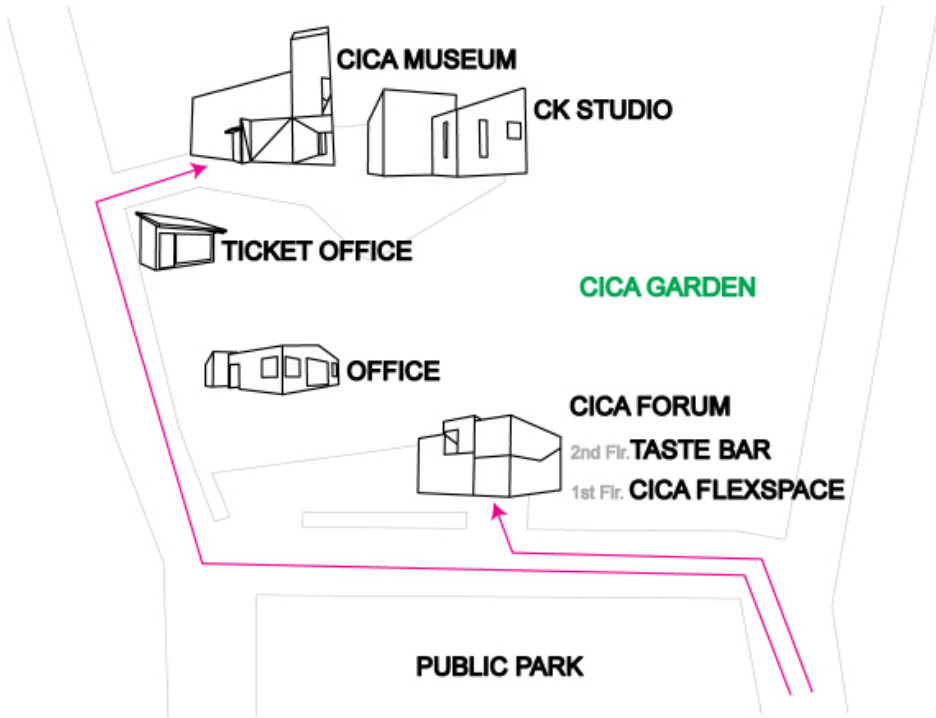 CICA MUSEUM
CK STUDIO
TICKET OFFICE
CICA GARDEN
OFFICE
CICA FORUM
2nd Flr. TASTE BAR
1st Flr. CICA FLEXSPACE
PUBLIC PARK